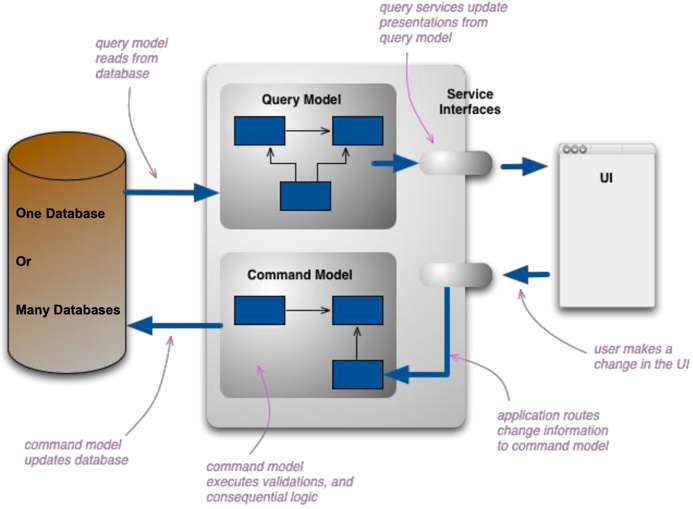 query services update
presentations from
query model
query model
reads from
database
Query Model
Service
Interfaces
UI
One Database
Or
Many Databases
Command Model
user makes a
change in the UI
application routes
change information
to command model
command model
updates database
command model
executes validations, and
consequential logic